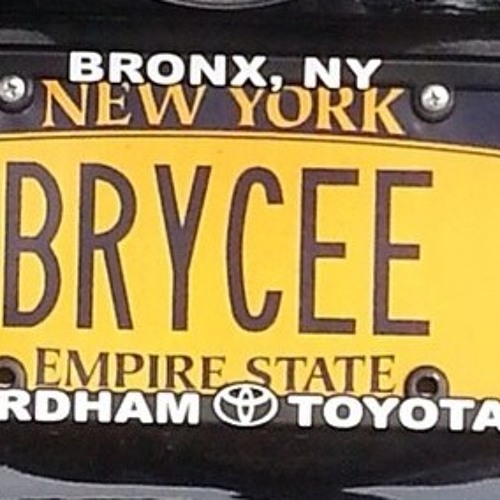 BRONX, NY
NEW YORK
BRYCEE
EMPIRE STATE
RDHAM TOYOTA